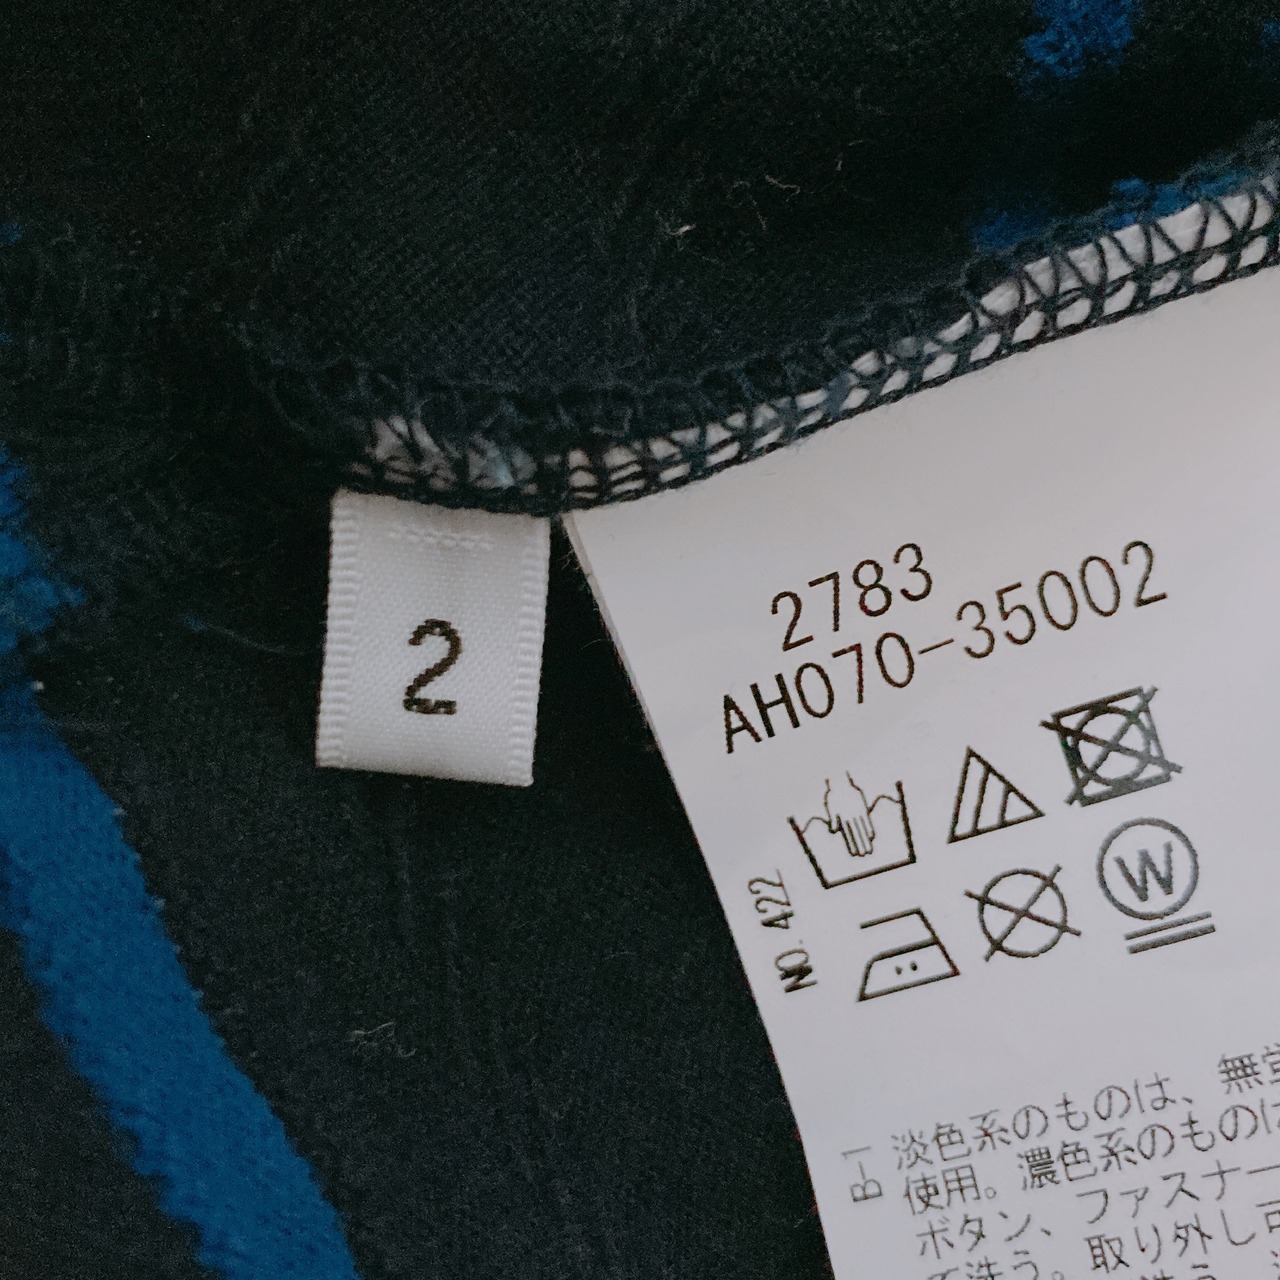 2
2783
AH070-35002
W
NO. 422
B-1
淡色系のものは、無
使用。濃色系のものは
ボタン、ファスナー
て洗う。取り外し可